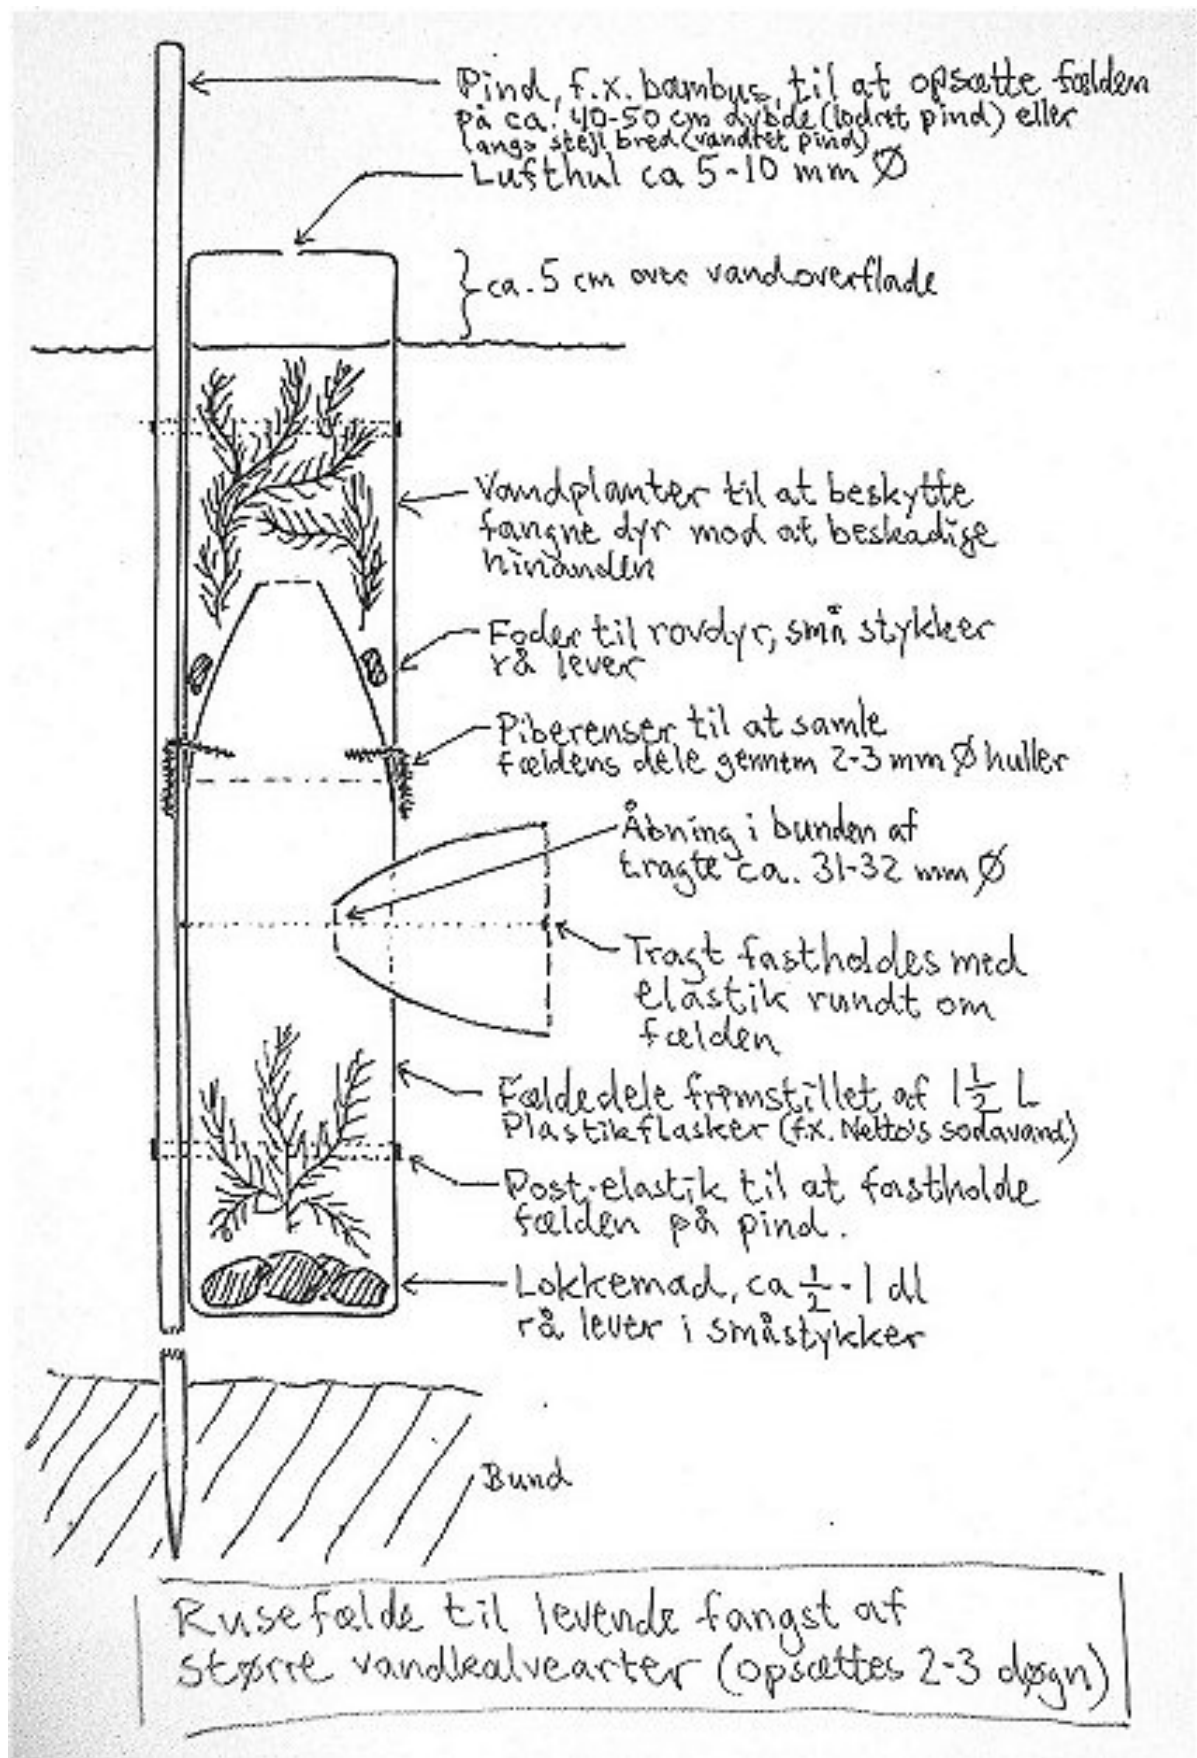 Pind, f.x. bambus, til at opsætte fælden
på ca. 40-50 cm dybde (lodret pind) eller
langs stejl bred (vandret pind)
Lufthul ca 5-10 mm Ø
ca. 5 cm over vandoverflade
Vandplanter til at beskytte
fangne dyr mod at beskadige
hinanden
Foder til rovdyr, små stykker
rå lever
Piberenser til at samle
fældens dele gennem 2-3 mm Ø huller
Åbning i bunden af
tragte ca. 31-32 mm Ø
Tragt fastholdes med
elastik rundt om
fælden
Fældedele fremstillet af 1½ L
Plastikflasker (f.x. Netto's sodavand)
Post-elastik til at fastholde
fælden på pind.
Lokkemad, ca ½-1 dl
rå lever i småstykker
Bund
Rusefælde til levende fangst af
større vandkalvearter (opsættes 2-3 døgn)